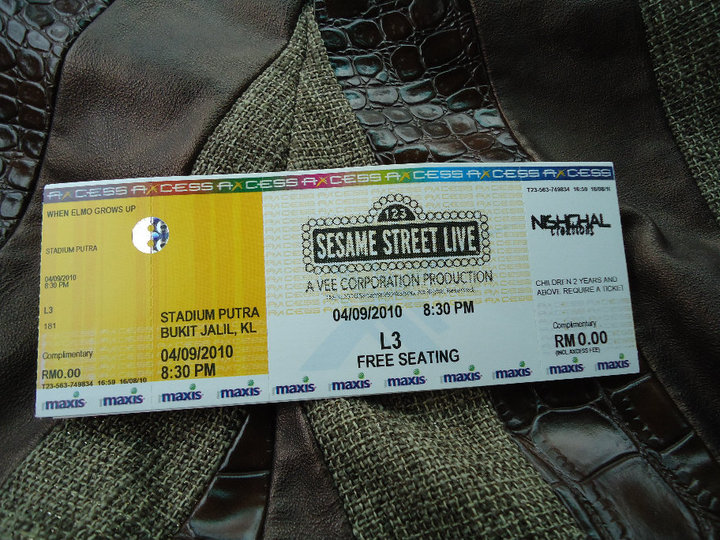 AXCESS AXCESS AXCESS AXCESS AXCESS AXCESS AXCESS
WHEN ELMO GROWS UP
STADIUM PUTRA
04/09/2010
8:30 PM
L3
181
Complimentary
RM0.00
T23-563-749834 16:50 16/08/10
STADIUM PUTRA
BUKIT JALIL, KL
04/09/2010
8:30 PM
123
SESAME STREET LIVE
A VEE CORPORATION PRODUCTION
04/09/2010 8:30 PM
L3
FREE SEATING
T23-563-749834 16:50 16/08/10
NISHCHAL
CREATIONS
CHILDREN 2 YEARS AND
ABOVE REQUIRE A TICKET
Complimentary
RM 0.00
(INCL AXCESS FEE)
maxis maxis maxis maxis maxis maxis maxis maxis maxis maxis